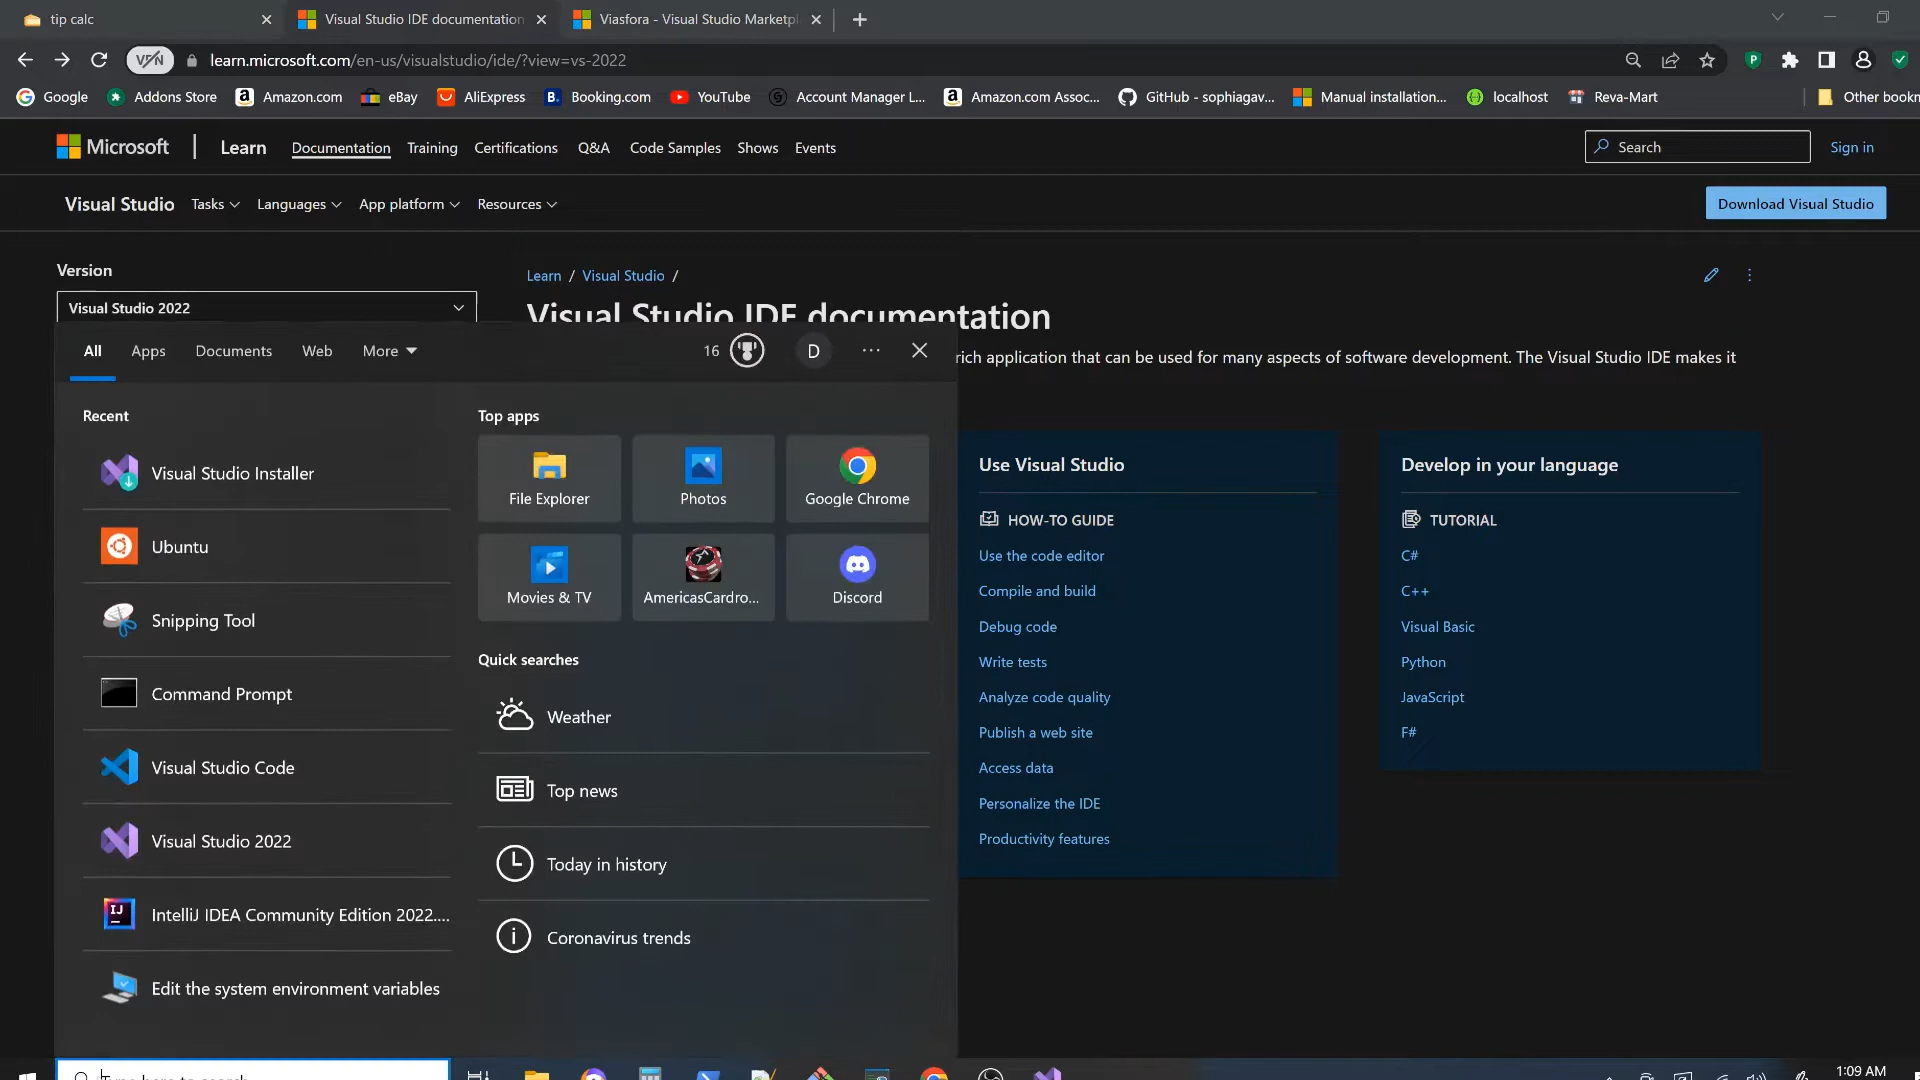 tip calc
Visual Studio IDE documentation
Viasfora - Visual Studio Marketpl
VPN
learn.microsoft.com/en-us/visualstudio/ide/?view=vs-2022
Google
Addons Store
Amazon.com
eBay
AliExpress
Booking.com
YouTube
Account Manager L...
Amazon.com Assoc...
GitHub - sophiagav...
Manual installation...
localhost
Reva-Mart
Other bookm
Microsoft
Learn
Documentation
Training
Certifications
Q&A
Code Samples
Shows
Events
Search
Sign in
Visual Studio
Tasks
Languages
App platform
Resources
Download Visual Studio
Version
Visual Studio 2022
Learn / Visual Studio /
Visual Studio IDE documentation
rich application that can be used for many aspects of software development. The Visual Studio IDE makes it
All
Apps
Documents
Web
More
16
D
Recent
Visual Studio Installer
Ubuntu
Snipping Tool
Command Prompt
Visual Studio Code
Visual Studio 2022
IntelliJ IDEA Community Edition 2022....
Edit the system environment variables
Top apps
File Explorer
Photos
Google Chrome
Movies & TV
AmericasCardro...
Discord
Quick searches
Weather
Top news
Today in history
Coronavirus trends
Use Visual Studio
HOW-TO GUIDE
Use the code editor
Compile and build
Debug code
Write tests
Analyze code quality
Publish a web site
Access data
Personalize the IDE
Productivity features
Develop in your language
TUTORIAL
C#
C++
Visual Basic
Python
JavaScript
F#
Type here to search
1:09 AM